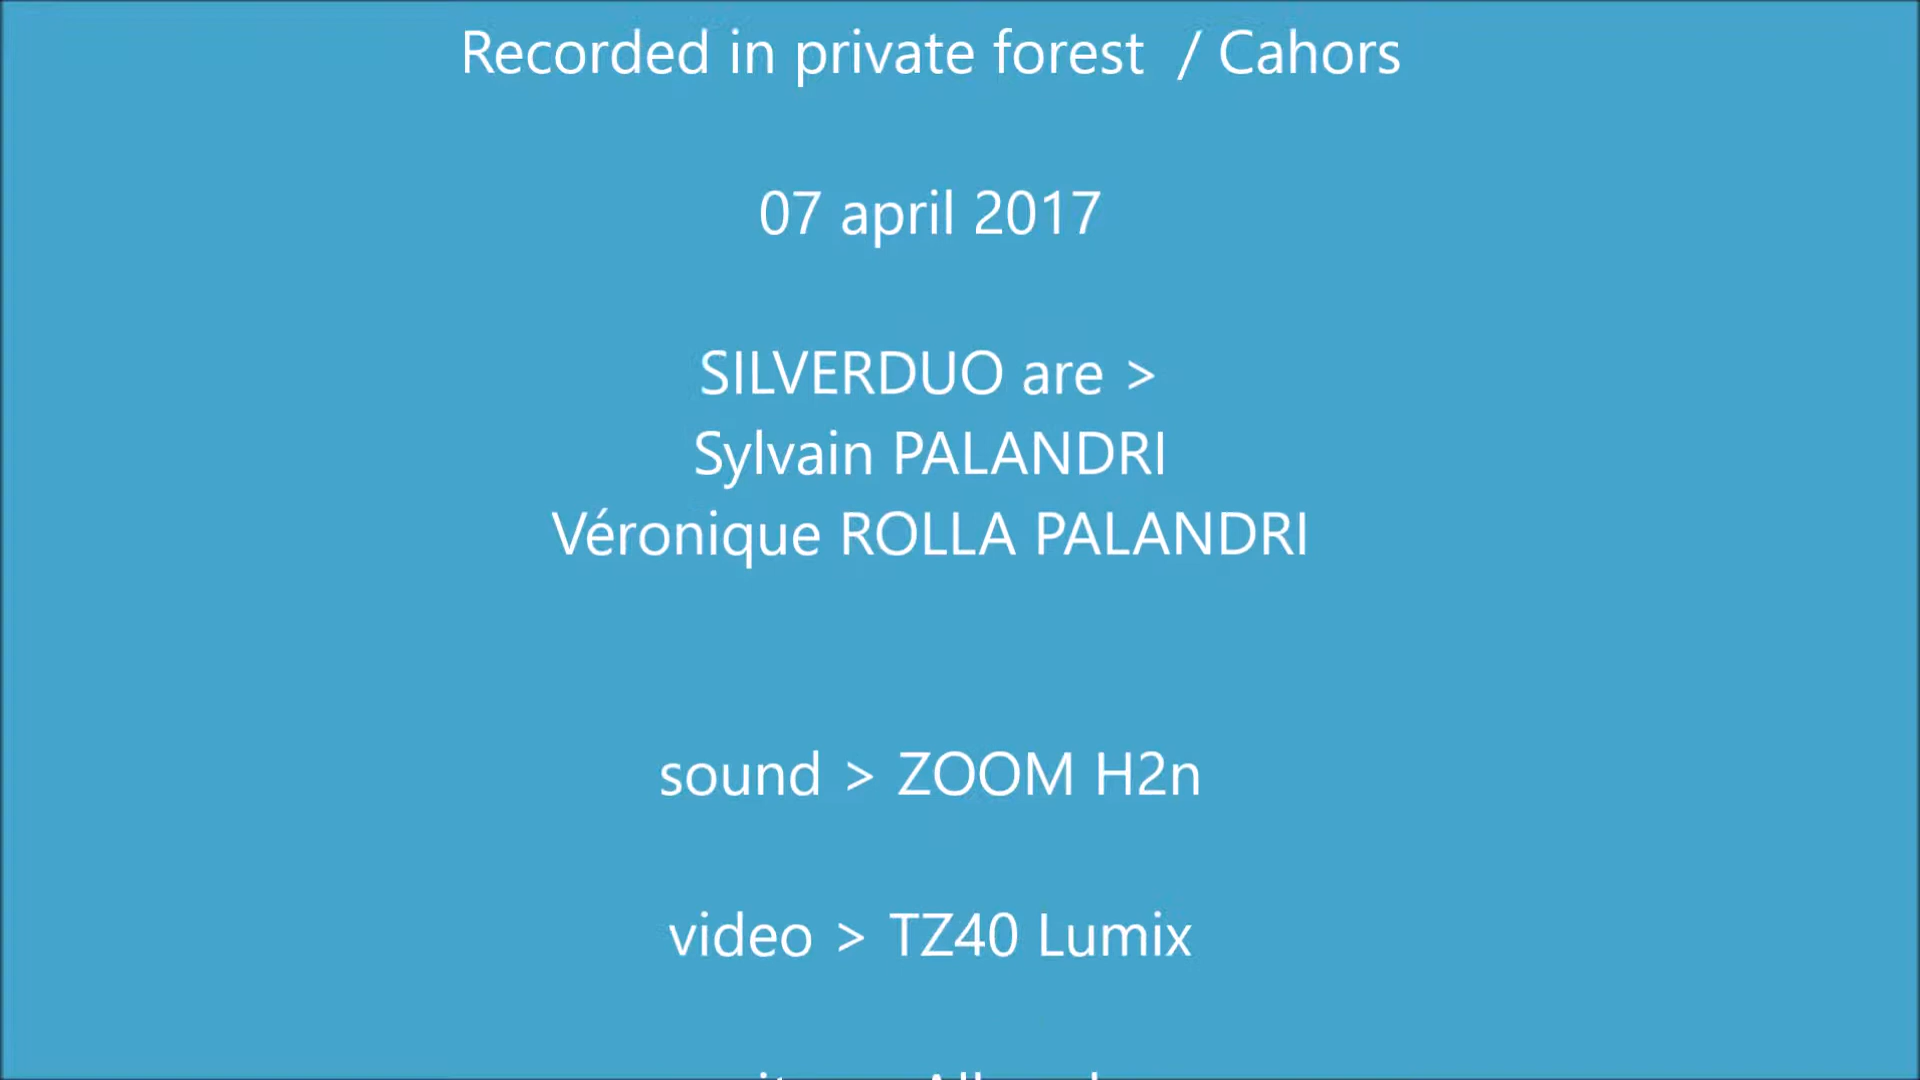 Recorded in private forest / Cahors
07 april 2017
SILVERDUO are >
Sylvain PALANDRI
Véronique ROLLA PALANDRI
sound > ZOOM H2n
video > TZ40 Lumix